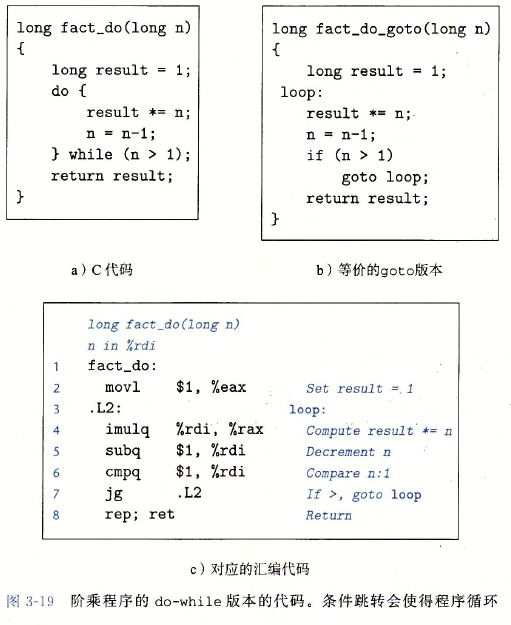 long fact_do(long n)
{
    long result = 1;
    do {
        result *= n;
        n = n-1;
    } while (n > 1);
    return result;
}
a）C代码
long fact_do_goto(long n)
{
    long result = 1;
 loop:
    result *= n;
    n = n-1;
    if (n > 1)
        goto loop;
    return result;
}
b）等价的goto版本
long fact_do(long n)
n in %rdi
1 fact_do:
2 movl $1, %eax Set result = 1
3 .L2: loop:
4 imulq %rdi, %rax Compute result *= n
5 subq $1, %rdi Decrement n
6 cmpq $1, %rdi Compare n:1
7 jg .L2 If >, goto loop
8 rep; ret Return
c）对应的汇编代码
图 3-19 阶乘程序的 do-while 版本的代码。条件跳转会使得程序循环